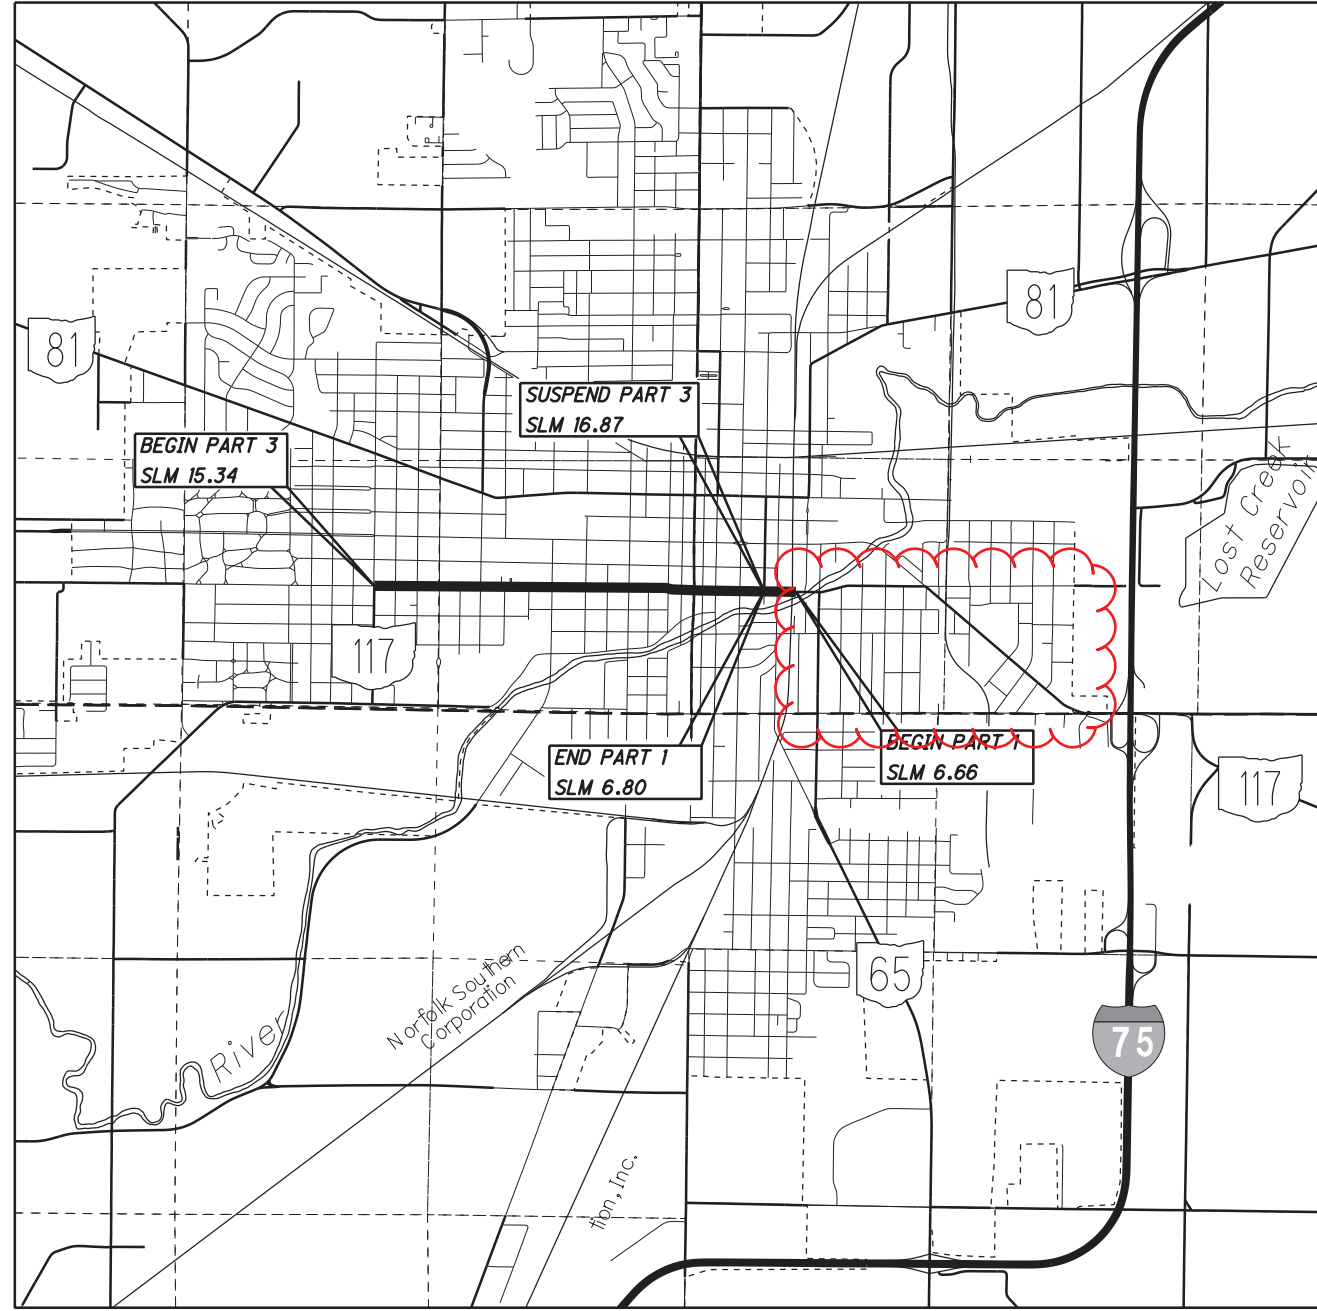 81
81
SUSPEND PART 3
SLM 16.87
BEGIN PART 3
SLM 15.34
Lost Creek
Reservoir
117
END PART 1
SLM 6.80
BEGIN PART 1
SLM 6.66
117
65
Norfolk Southern
Corporation
River
75
tion, Inc.